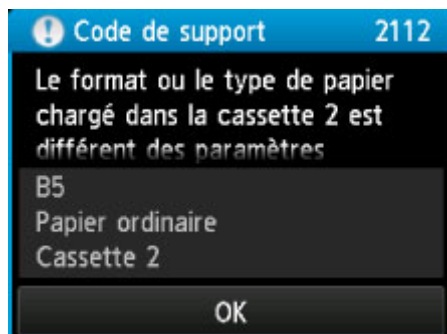 Code de support 2112
Le format ou le type de papier
chargé dans la cassette 2 est
différent des paramètres
B5
Papier ordinaire
Cassette 2
OK